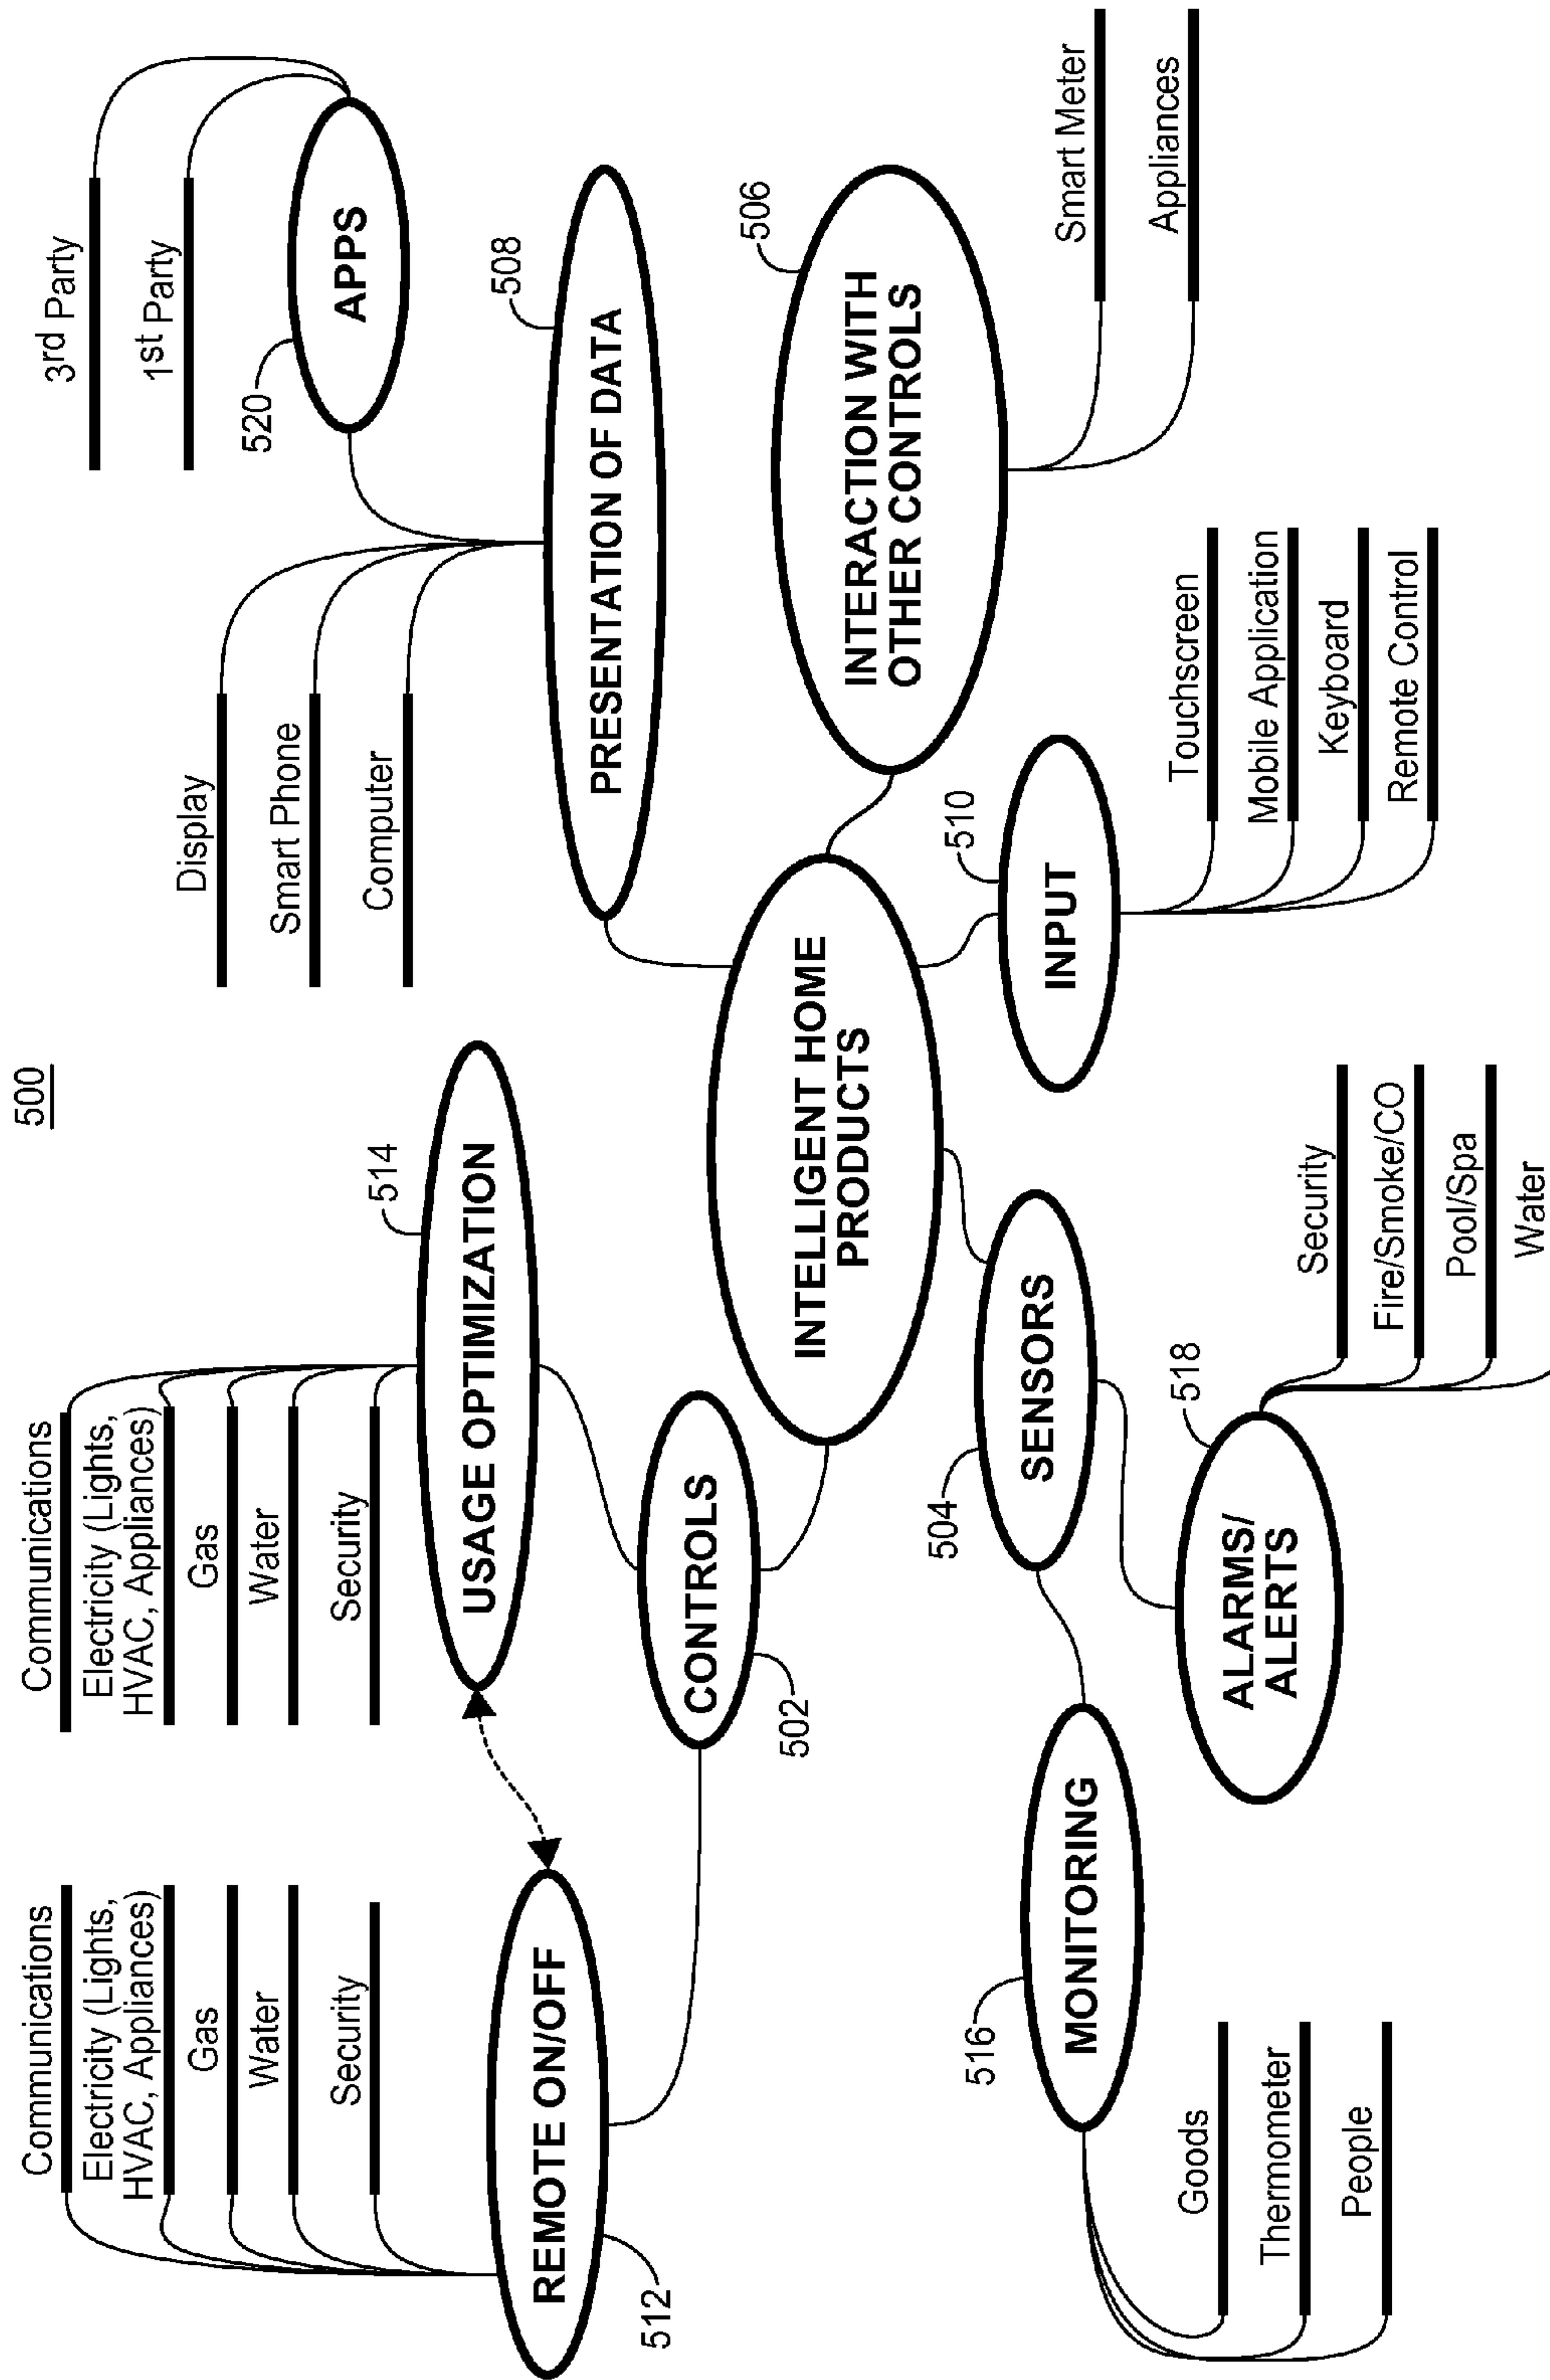 500
Communications
Electricity (Lights,
HVAC, Appliances)
Gas
Water
Security
REMOTE ON/OFF
512
Communications
Electricity (Lights,
HVAC, Appliances)
Gas
Water
Security
USAGE OPTIMIZATION
514
CONTROLS
502
Display
Smart Phone
Computer
3rd Party
1st Party
520
APPS
PRESENTATION OF DATA
508
INTELLIGENT HOME
PRODUCTS
INTERACTION WITH
OTHER CONTROLS
506
Smart Meter
Appliances
INPUT
510
Touchscreen
Mobile Application
Keyboard
Remote Control
SENSORS
504
MONITORING
516
Goods
Thermometer
People
ALARMS/
ALERTS
518
Security
Fire/Smoke/CO
Pool/Spa
Water